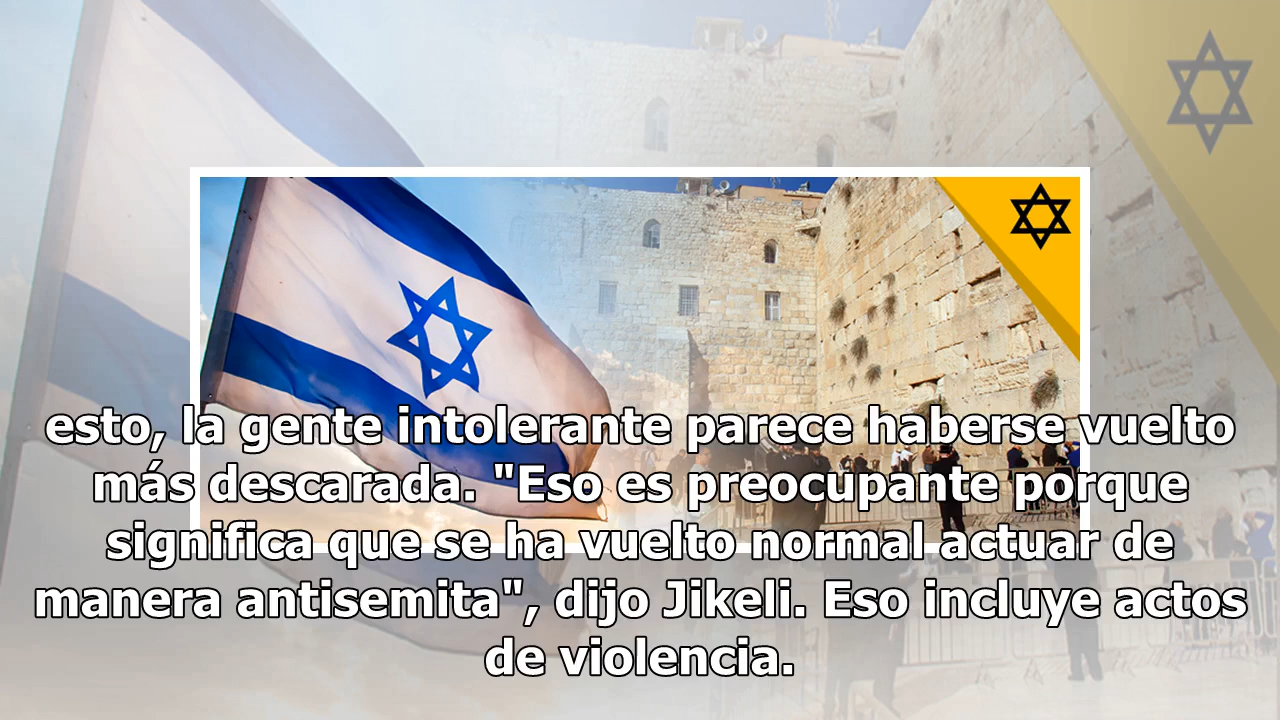 esto, la gente intolerante parece haberse vuelto
más descarada. "Eso es preocupante porque
significa que se ha vuelto normal actuar de
manera antisemita", dijo Jikeli. Eso incluye actos
de violencia.